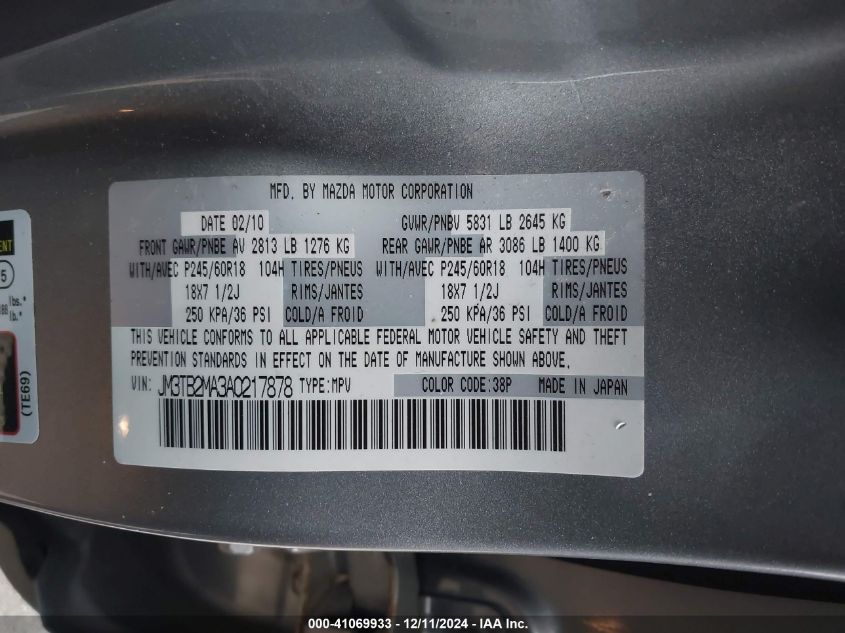 MFD. BY MAZDA MOTOR CORPORATION
DATE 02/10 GVWR/PNBV 5831 LB 2645 KG
FRONT GAWR/PNBE AV 2813 LB 1276 KG REAR GAWR/PNBE AR 3086 LB 1400 KG
WITH/AVEC P245/60R18 104H TIRES/PNEUS WITH/AVEC P245/60R18 104H TIRES/PNEUS
18X7 1/2J RIMS/JANTES 18X7 1/2J RIMS/JANTES
250 KPA/36 PSI COLD/A FROID 250 KPA/36 PSI COLD/A FROID
THIS VEHICLE CONFORMS TO ALL APPLICABLE FEDERAL MOTOR VEHICLE SAFETY AND THEFT
PREVENTION STANDARDS IN EFFECT ON THE DATE OF MANUFACTURE SHOWN ABOVE.
VIN: JM3TB2MA3A0217878 TYPE:MPV COLOR CODE:38P MADE IN JAPAN
5
lbs.*
lb.*
(TE69)
000-41069933 - 12/11/2024 - IAA Inc.